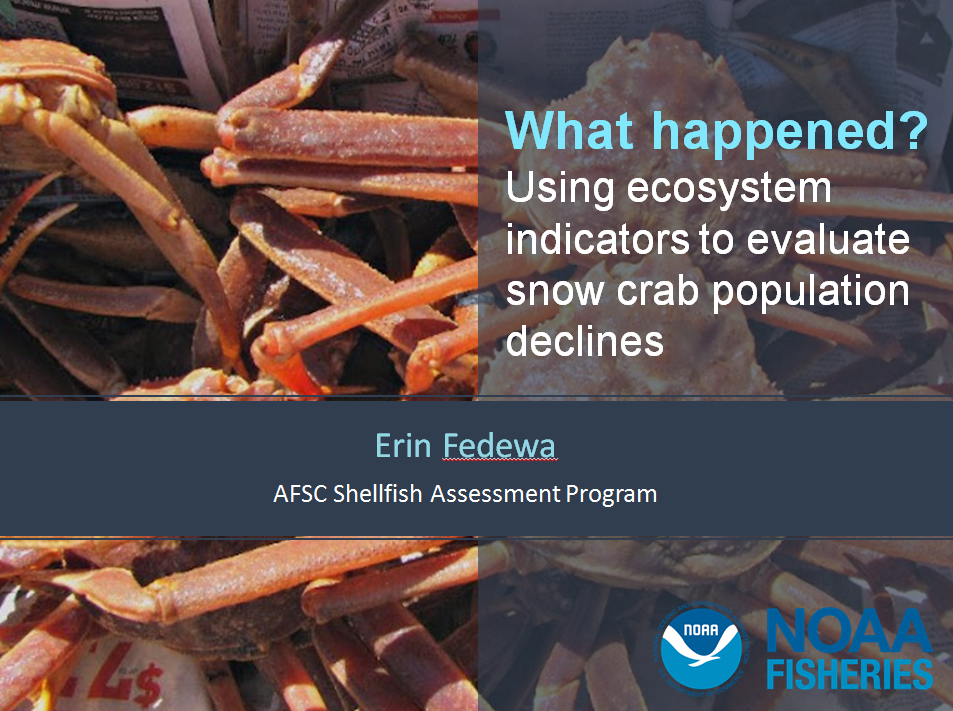 What happened?
Using ecosystem
indicators to evaluate
snow crab population
declines
Erin Fedewa
AFSC Shellfish Assessment Program
NOAA
NOAA
FISHERIES